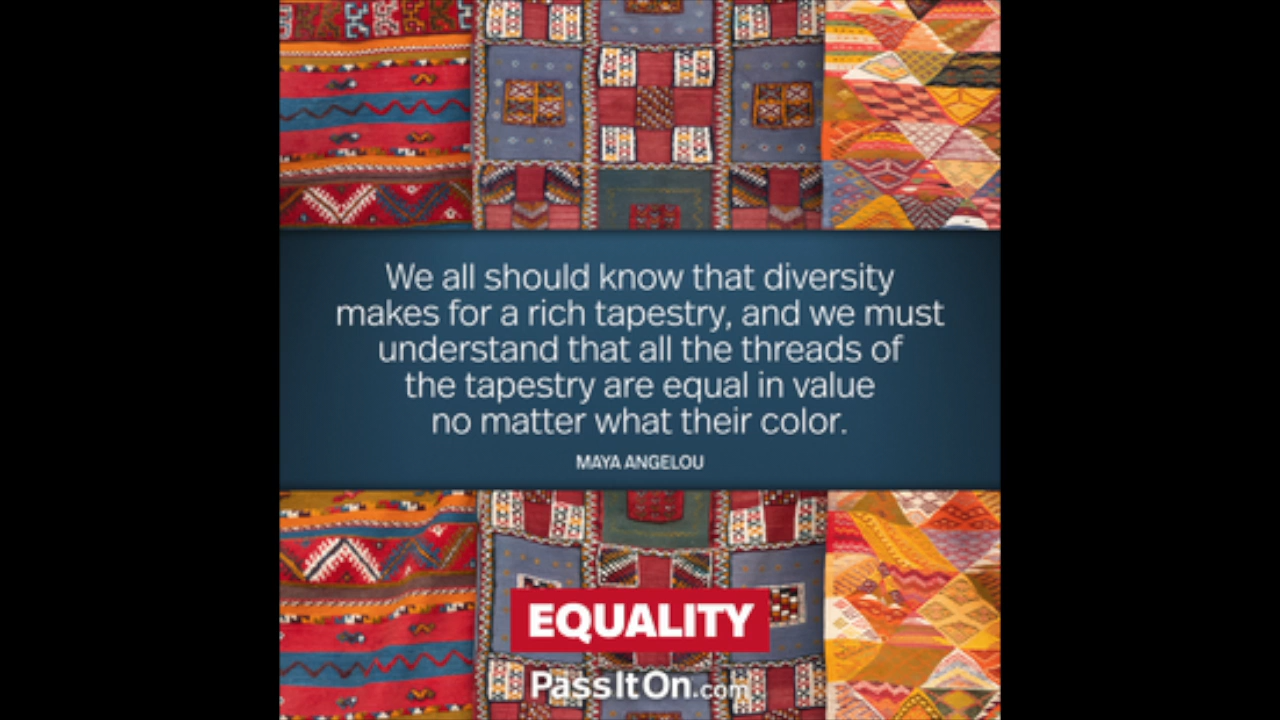 We all should know that diversity
makes for a rich tapestry, and we must
understand that all the threads of
the tapestry are equal in value
no matter what their color.
MAYA ANGELOU
EQUALITY
PassItOn.com